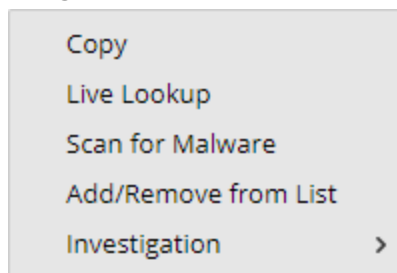 Copy
Live Lookup
Scan for Malware
Add/Remove from List
Investigation